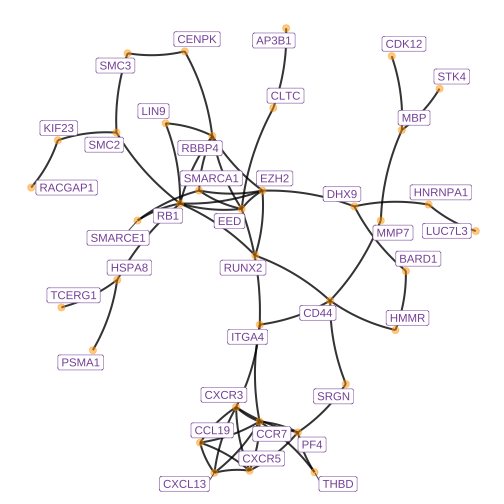 CENPK
AP3B1
CDK12
SMC3
STK4
CLTC
LIN9
MBP
KIF23
SMC2
RBBP4
RACGAP1
SMARCA1
EZH2
DHX9
HNRNPA1
RB1
EED
SMARCE1
MMP7
LUC7L3
HSPA8
RUNX2
BARD1
TCERG1
CD44
HMMR
ITGA4
PSMA1
CXCR3
SRGN
CCL19
CCR7
PF4
CXCR5
CXCL13
THBD